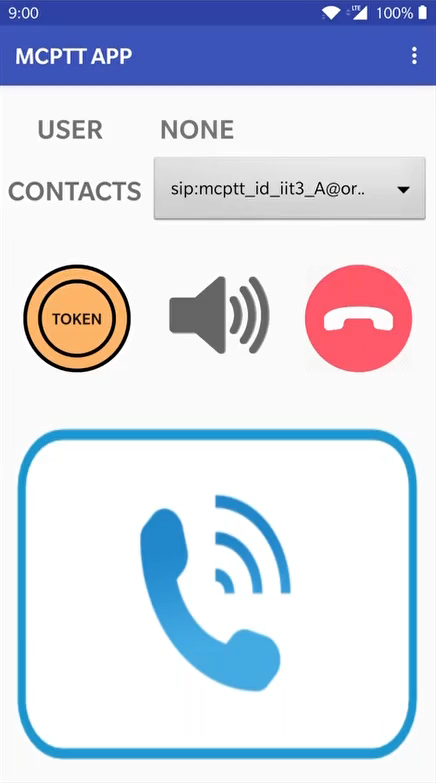 9:00 LTE 100%
MCPTT APP
USER NONE
CONTACTS sip:mcptt_id_iit3_A@or..
TOKEN